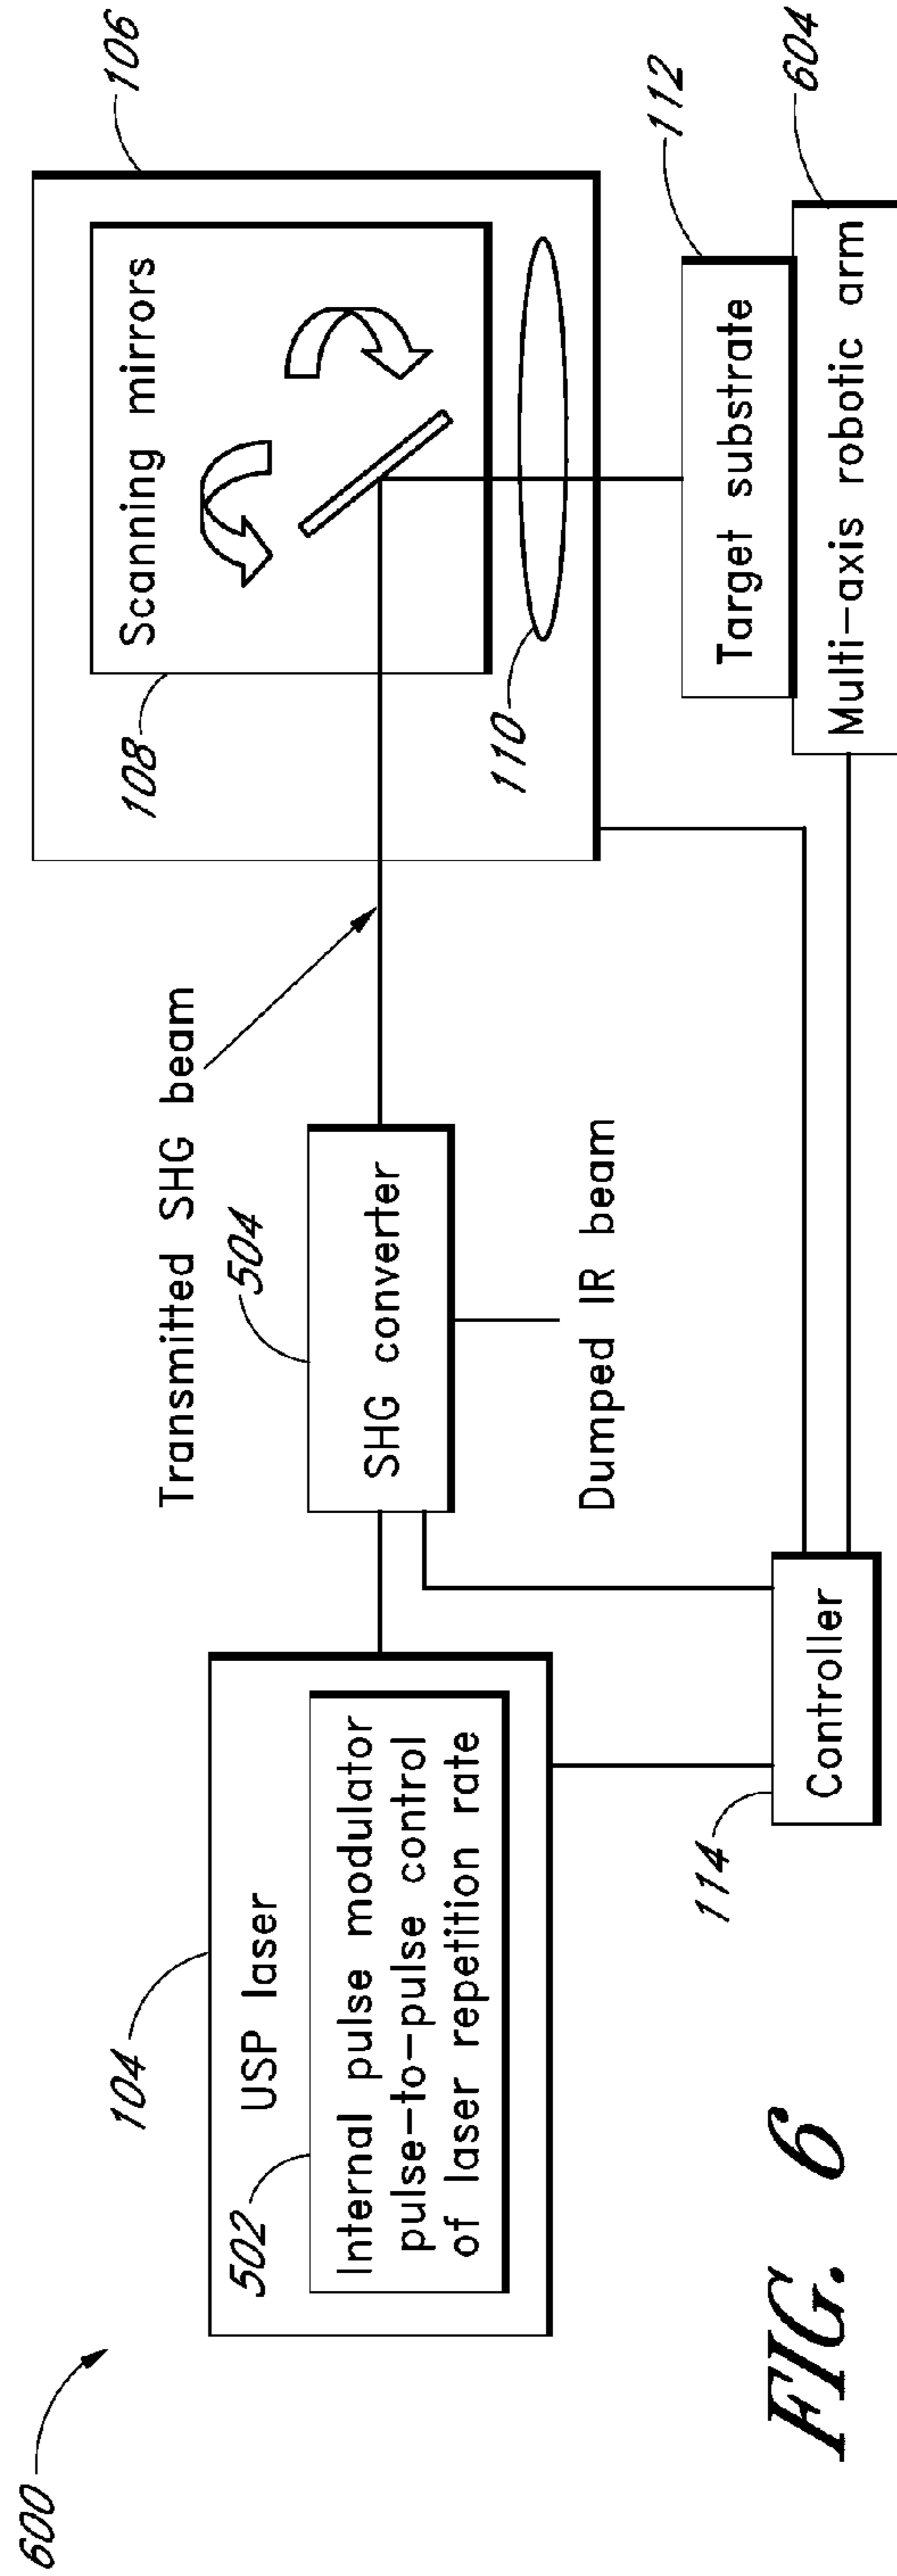 600
104
USP laser
502
Internal pulse modulator
pulse-to-pulse control
of laser repetition rate
Transmitted SHG beam
504
SHG converter
Dumped IR beam
106
108
Scanning mirrors
110
112
Target substrate
604
Multi-axis robotic arm
114
Controller
FIG. 6